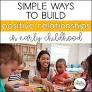 SIMPLE WAYS
TO BUILD
positive relationships
in early childhood